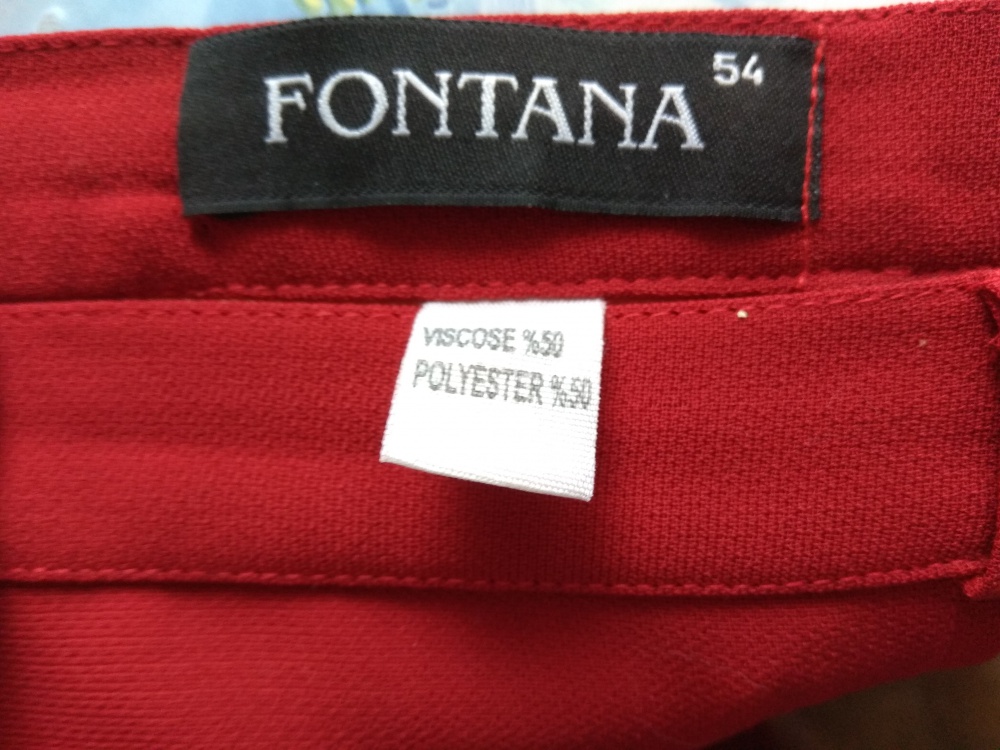 FONTANA 54
VISCOSE %50
POLYESTER %50